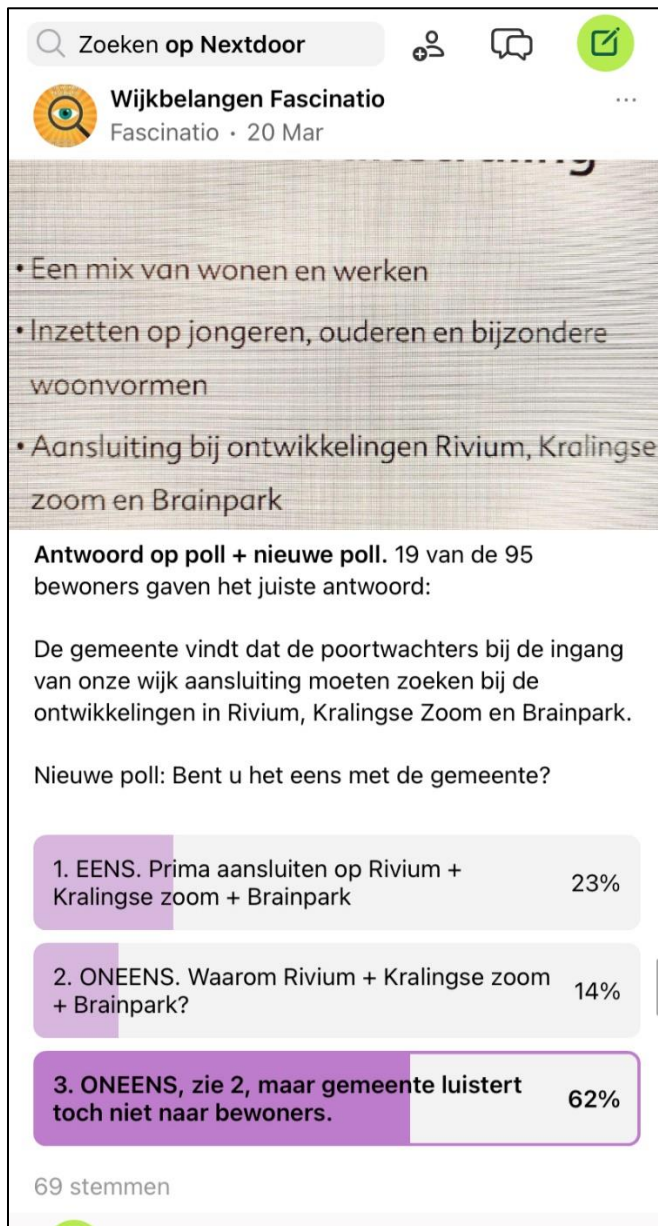 Zoeken op Nextdoor
Wijkbelangen Fascinatio
Fascinatio • 20 Mar
• Een mix van wonen en werken
• Inzetten op jongeren, ouderen en bijzondere
woonvormen
• Aansluiting bij ontwikkelingen Rivium, Kralingse
zoom en Brainpark
Antwoord op poll + nieuwe poll. 19 van de 95
bewoners gaven het juiste antwoord:
De gemeente vindt dat de poortwachters bij de ingang
van onze wijk aansluiting moeten zoeken bij de
ontwikkelingen in Rivium, Kralingse Zoom en Brainpark.
Nieuwe poll: Bent u het eens met de gemeente?
1. EENS. Prima aansluiten op Rivium +
Kralingse zoom + Brainpark
23%
2. ONEENS. Waarom Rivium + Kralingse zoom
+ Brainpark?
14%
3. ONEENS, zie 2, maar gemeente luistert
toch niet naar bewoners.
62%
69 stemmen